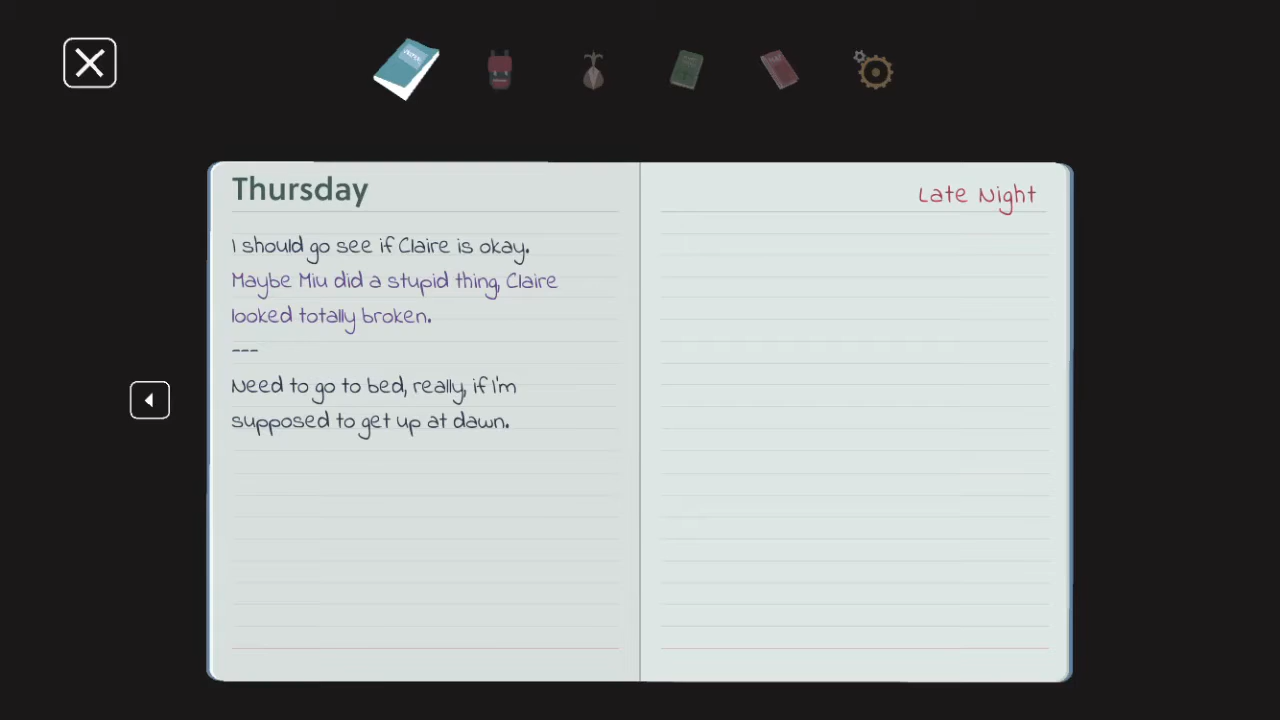 Thursday
Late Night
I should go see if Claire is okay.
Maybe Miu did a stupid thing, Claire
looked totally broken.
---
Need to go to bed, really, if I'm
supposed to get up at dawn.